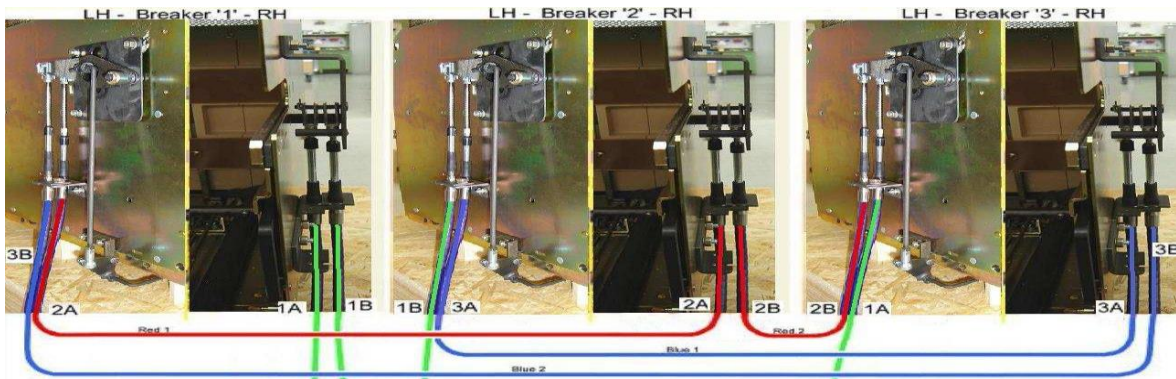 LH - Breaker '1' - RH
LH - Breaker '2' - RH
LH - Breaker '3' - RH
3B
2A
1A
1B
1B
3A
2A
2B
2B
1A
3A
3B
Red 1
Red 2
Blue 1
Blue 2